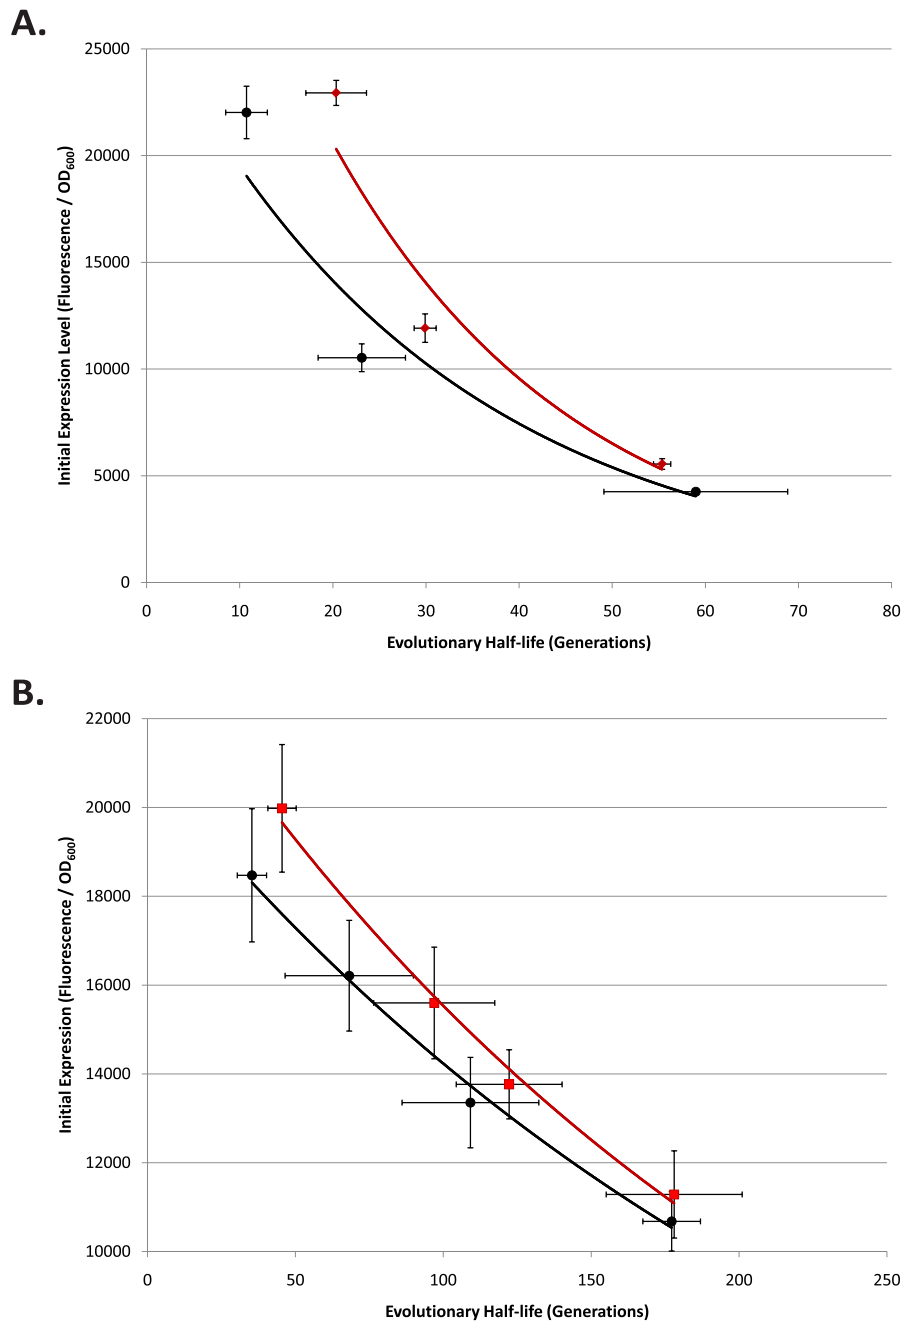 A.
25000
20000
15000
10000
5000
0
0 10 20 30 40 50 60 70 80
Initial Expression Level (Fluorescence / OD600)
Evolutionary Half-life (Generations)
B.
22000
20000
18000
16000
14000
12000
10000
0 50 100 150 200 250
Initial Expression (Fluorescence / OD600)
Evolutionary Half-life (Generations)